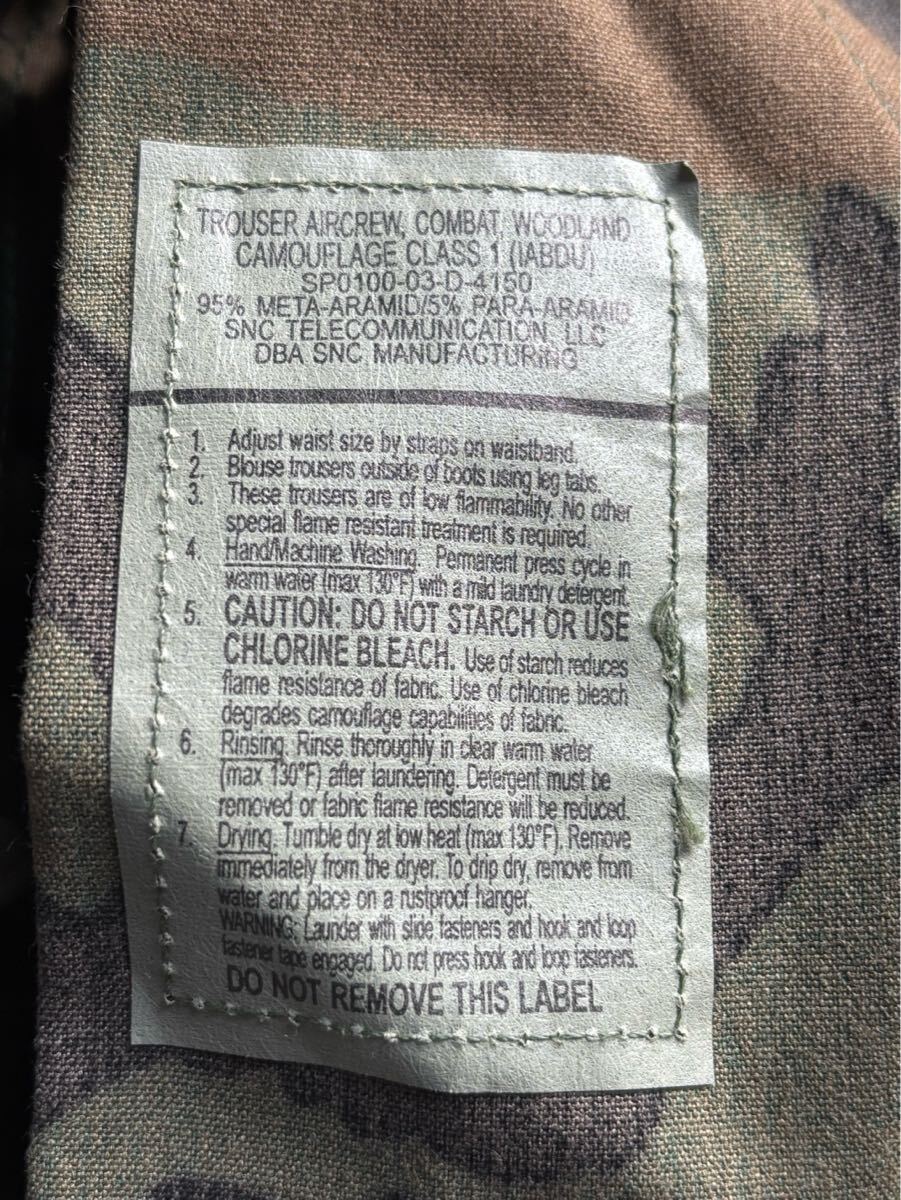 TROUSER AIRCREW, COMBAT, WOODLAND
CAMOUFLAGE CLASS 1 (IABDU)
SP0100-03-D-4150
95% META-ARAMID/5% PARA-ARAMID
SNC TELECOMMUNICATION, LLC
DBA SNC MANUFACTURING
1. Adjust waist size by straps on waistband.
2. Blouse trousers outside of boots using leg tabs.
3. These trousers are of low flammability. No other
special flame resistant treatment is required.
4. Hand/Machine Washing. Permanent press cycle in
warm water (max 130°F) with a mild laundry detergent.
5. CAUTION: DO NOT STARCH OR USE
CHLORINE BLEACH. Use of starch reduces
flame resistance of fabric. Use of chlorine bleach
degrades camouflage capabilities of fabric.
6. Rinsing. Rinse thoroughly in clear warm water
(max 130°F) after laundering. Detergent must be
removed or fabric flame resistance will be reduced.
7. Drying. Tumble dry at low heat (max 130°F). Remove
immediately from the dryer. To drip dry, remove from
water and place on a rustproof hanger.
WARNING: Launder with slide fasteners and hook and loop
fastener tape engaged. Do not press hook and loop fasteners.
DO NOT REMOVE THIS LABEL